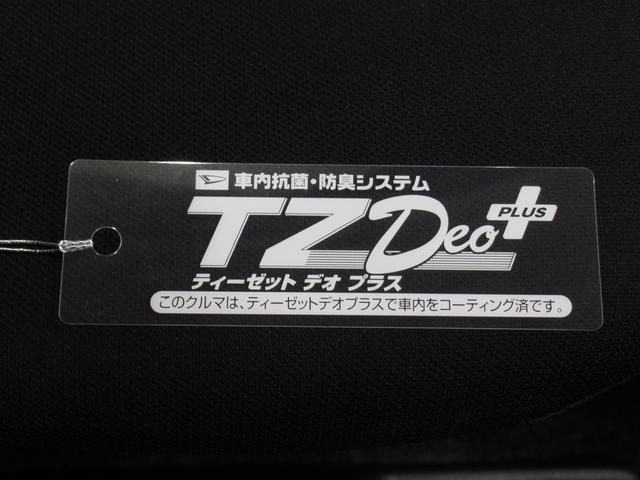 車内抗菌・防臭システム
TZ Deo PLUS
ティーゼット デオ プラス
このクルマは、ティーゼットデオプラスで車内をコーティング済です。